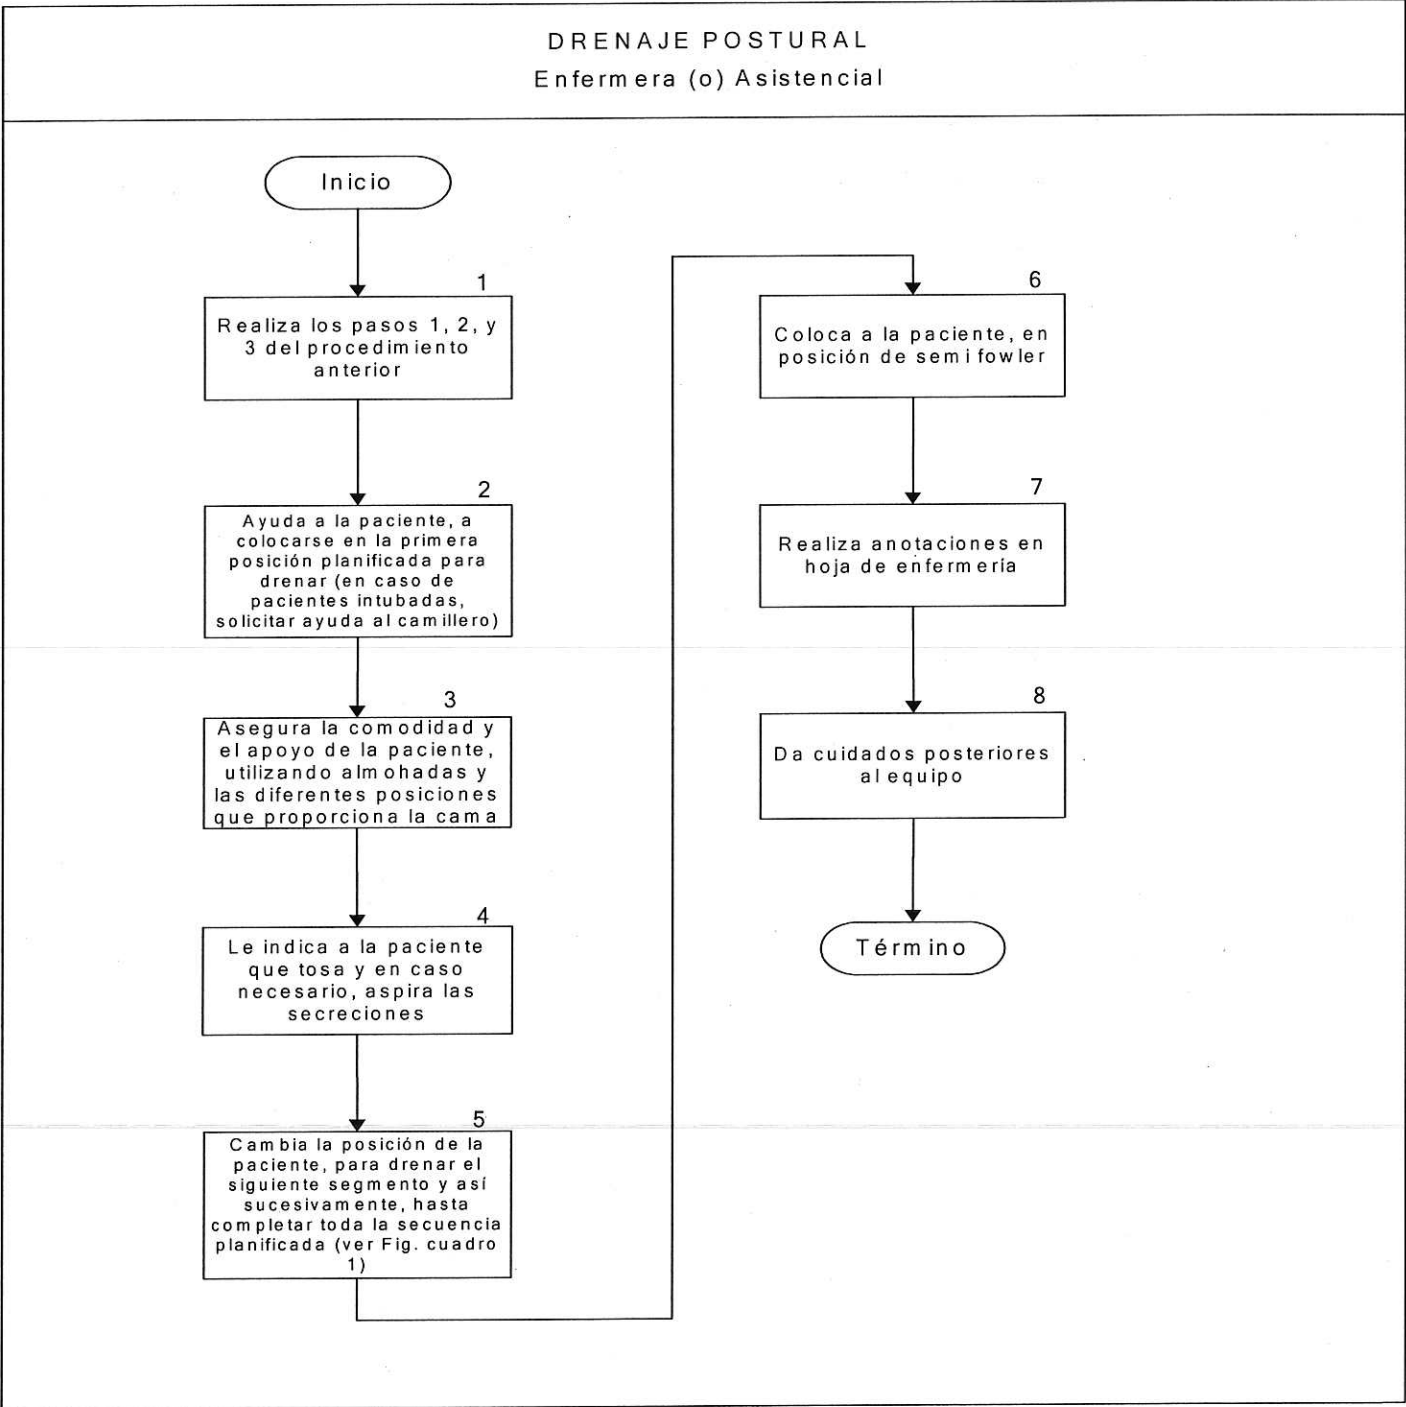 DRENAJE POSTURAL
Enfermera (o) Asistencial
Inicio
1
Realiza los pasos 1, 2, y
3 del procedimiento
anterior
2
Ayuda a la paciente, a
colocarse en la primera
posición planificada para
drenar (en caso de
pacientes intubadas,
solicitar ayuda al camillero)
3
Asegura la comodidad y
el apoyo de la paciente,
utilizando almohadas y
las diferentes posiciones
que proporciona la cama
4
Le indica a la paciente
que tosa y en caso
necesario, aspira las
secreciones
5
Cambia la posición de la
paciente, para drenar el
siguiente segmento y así
sucesivamente, hasta
completar toda la secuencia
planificada (ver Fig. cuadro
1)
6
Coloca a la paciente, en
posición de semifowler
7
Realiza anotaciones en
hoja de enfermería
8
Da cuidados posteriores
al equipo
Término